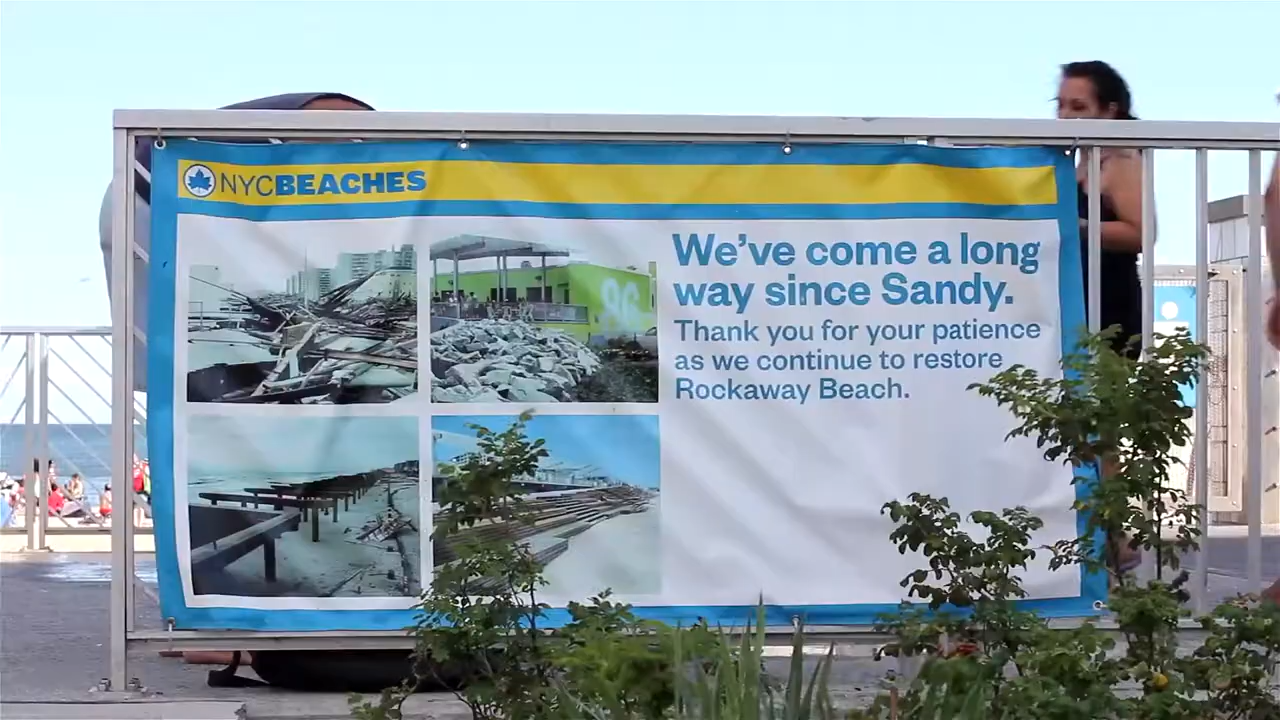 NYCBEACHES
96
We've come a long
way since Sandy.
Thank you for your patience
as we continue to restore
Rockaway Beach.